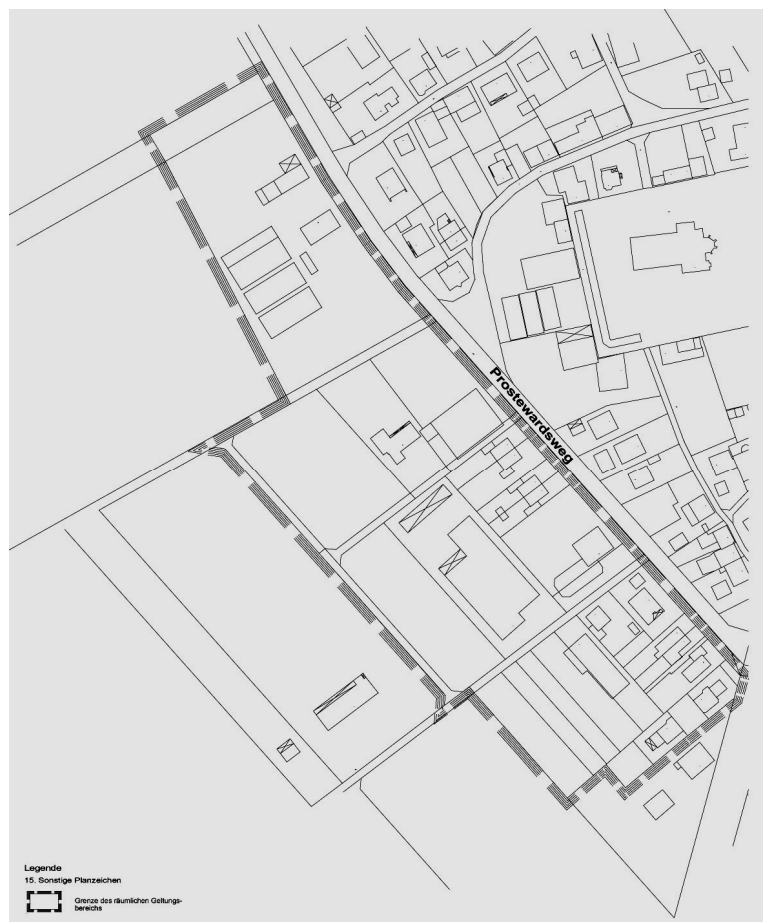 Prostewardsweg
Legende
15. Sonstige Planzeichen
Grenze des räumlichen Geltungs-
bereichs